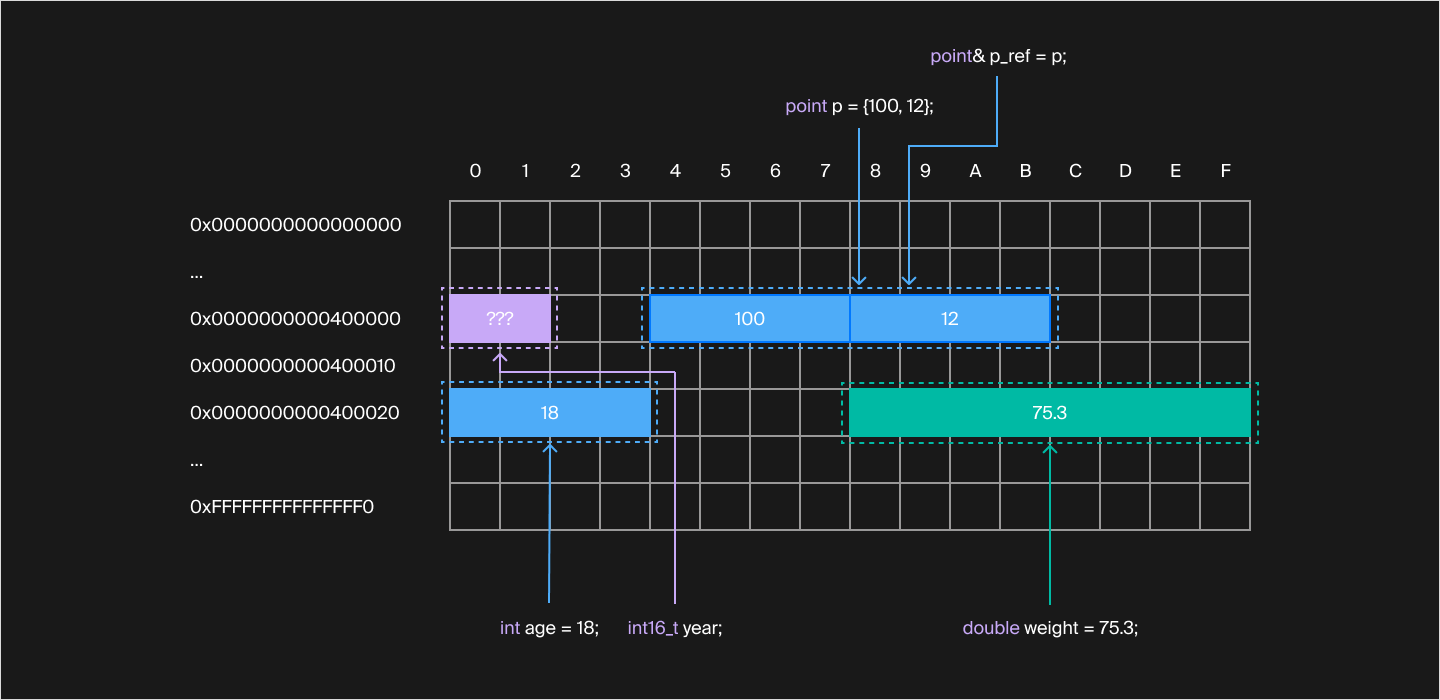 point& p_ref = p;
point p = {100, 12};
0 1 2 3 4 5 6 7 8 9 A B C D E F
0x0000000000000000
...
0x0000000000400000 ??? 100 12
0x0000000000400010
0x0000000000400020 18 75.3
...
0xFFFFFFFFFFFFFFF0
int age = 18; int16_t year; double weight = 75.3;